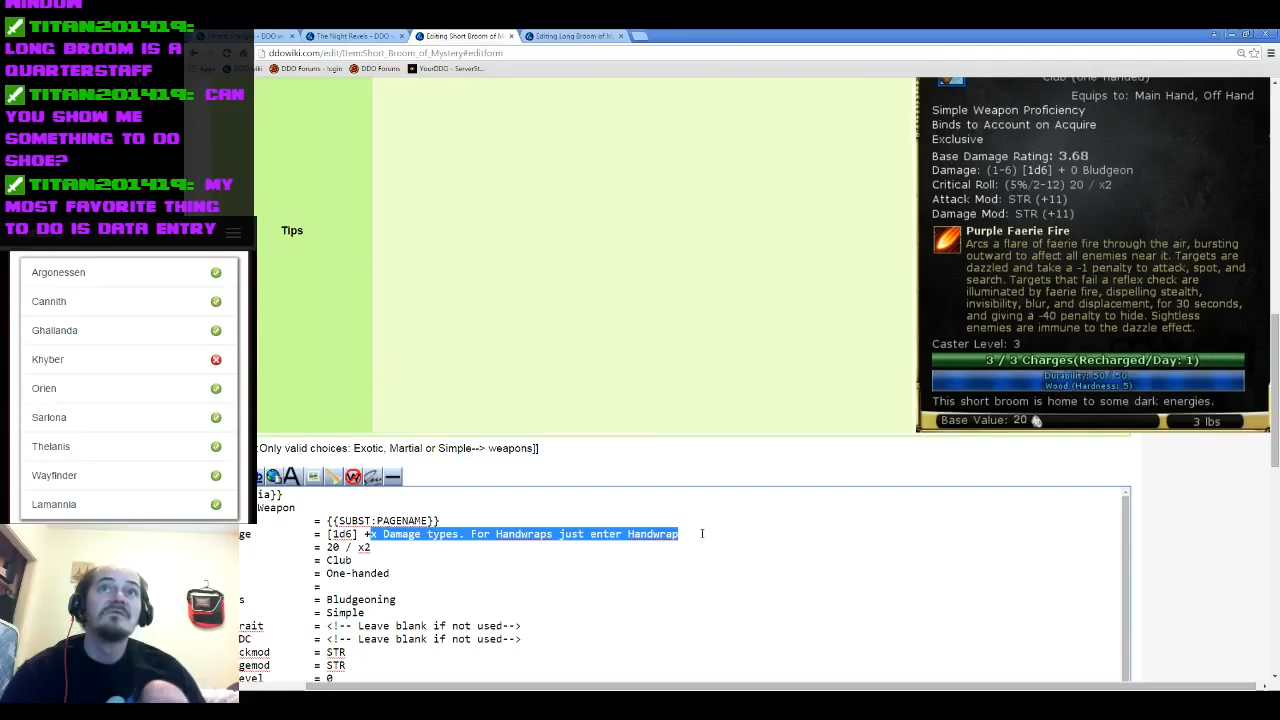 WINDOW
TITAN201419:
LONG BROOM IS A
QUARTERSTAFF
TITAN201419: CAN
YOU SHOW ME
SOMETHING TO DO
SHOE?
TITAN201419: MY
MOST FAVORITE THING
TO DO IS DATA ENTRY
The Night Revels - DDO w
Editing Short Broom of M
Editing Long Broom of M
ddowiki.com/edit/Item:Short_Broom_of_Mystery#editform
DDO Forums - login
DDO Forums
YourDDO - ServerSt...
Argonessen
Cannith
Ghallanda
Khyber
Orien
Sarlona
Thelanis
Wayfinder
Lamannia
Tips
Club (One Handed)
Equips to: Main Hand, Off Hand
Simple Weapon Proficiency
Binds to Account on Acquire
Exclusive
Base Damage Rating: 3.68
Damage: (1-6) [1d6] + 0 Bludgeon
Critical Roll: (5%/2-12) 20 / x2
Attack Mod: STR (+11)
Damage Mod: STR (+11)
Purple Faerie Fire
Arcs a flare of faerie fire through the air, bursting
outward to affect all enemies near it. Targets are
dazzled and take a -1 penalty to attack, spot, and
search. Targets that fail a reflex check are
illuminated by faerie fire, dispelling stealth,
invisibility, blur, and displacement, for 30 seconds,
and giving a -40 penalty to hide. Sightless
enemies are immune to the dazzle effect.
Caster Level: 3
3 / 3 Charges(Recharged/Day: 1)
Durability: 50 / 50
Wood (Hardness: 5)
This short broom is home to some dark energies.
Base Value: 20
3 lbs
:Only valid choices: Exotic, Martial or Simple--> weapons]]
ia}}
Weapon
= {{SUBST:PAGENAME}}
ge = [1d6] +x Damage types. For Handwraps just enter Handwrap
= 20 / x2
= Club
= One-handed
=
s = Bludgeoning
= Simple
rait = <!-- Leave blank if not used-->
DC = <!-- Leave blank if not used-->
ckmod = STR
gemod = STR
evel = 0